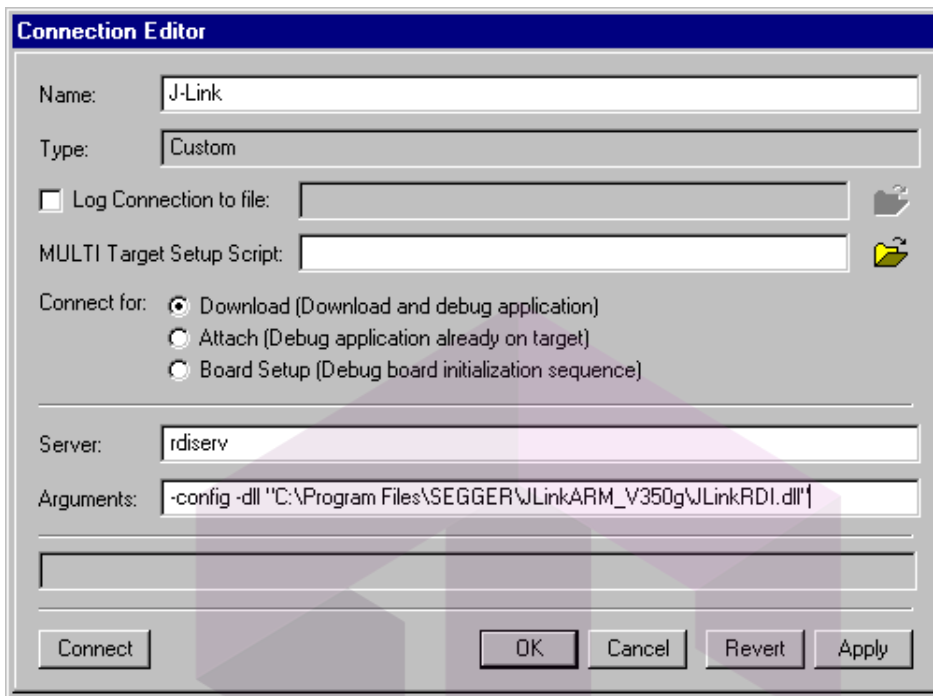 Connection Editor
Name: J-Link
Type: Custom
Log Connection to file:
MULTI Target Setup Script:
Connect for: Download (Download and debug application)
Attach (Debug application already on target)
Board Setup (Debug board initialization sequence)
Server: rdiserv
Arguments: -config -dll "C:\Program Files\SEGGER\JLinkARM_V350g\JLinkRDI.dll"
Connect OK Cancel Revert Apply